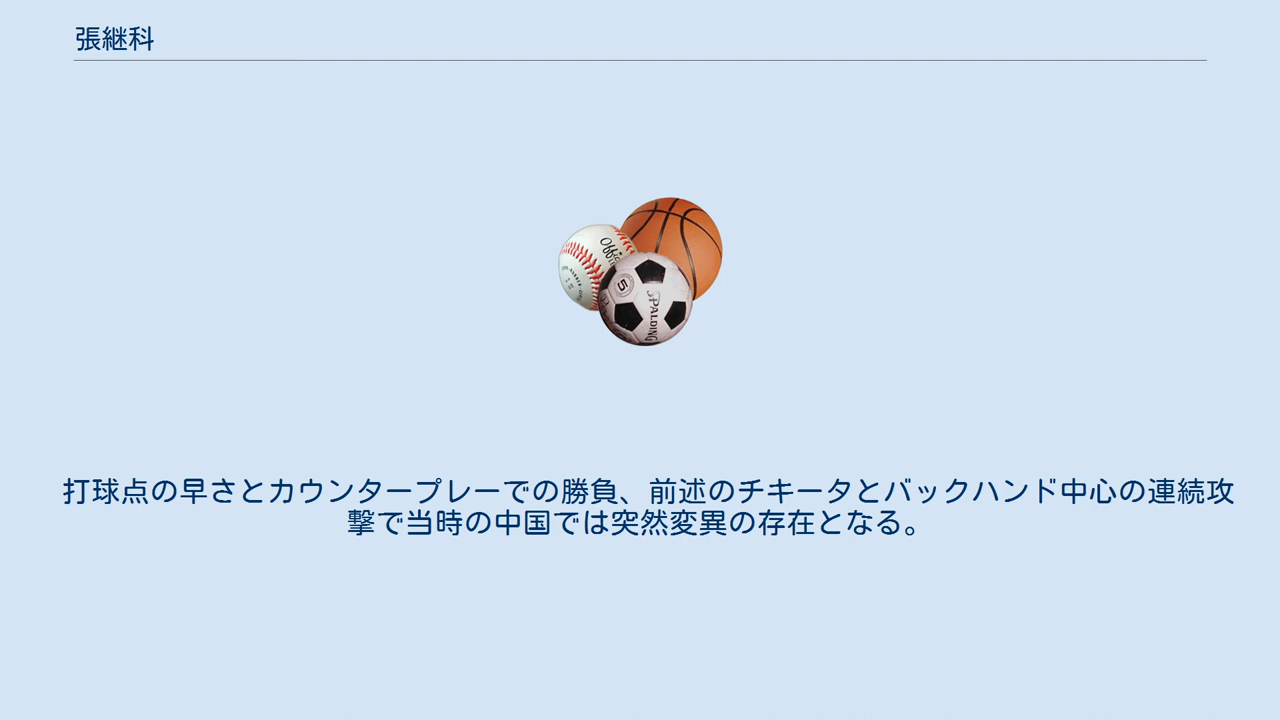 張継科
Offi
5
SPALDING
打球点の早さとカウンタープレーでの勝負、前述のチキータとバックハンド中心の連続攻
撃で当時の中国では突然変異の存在となる。